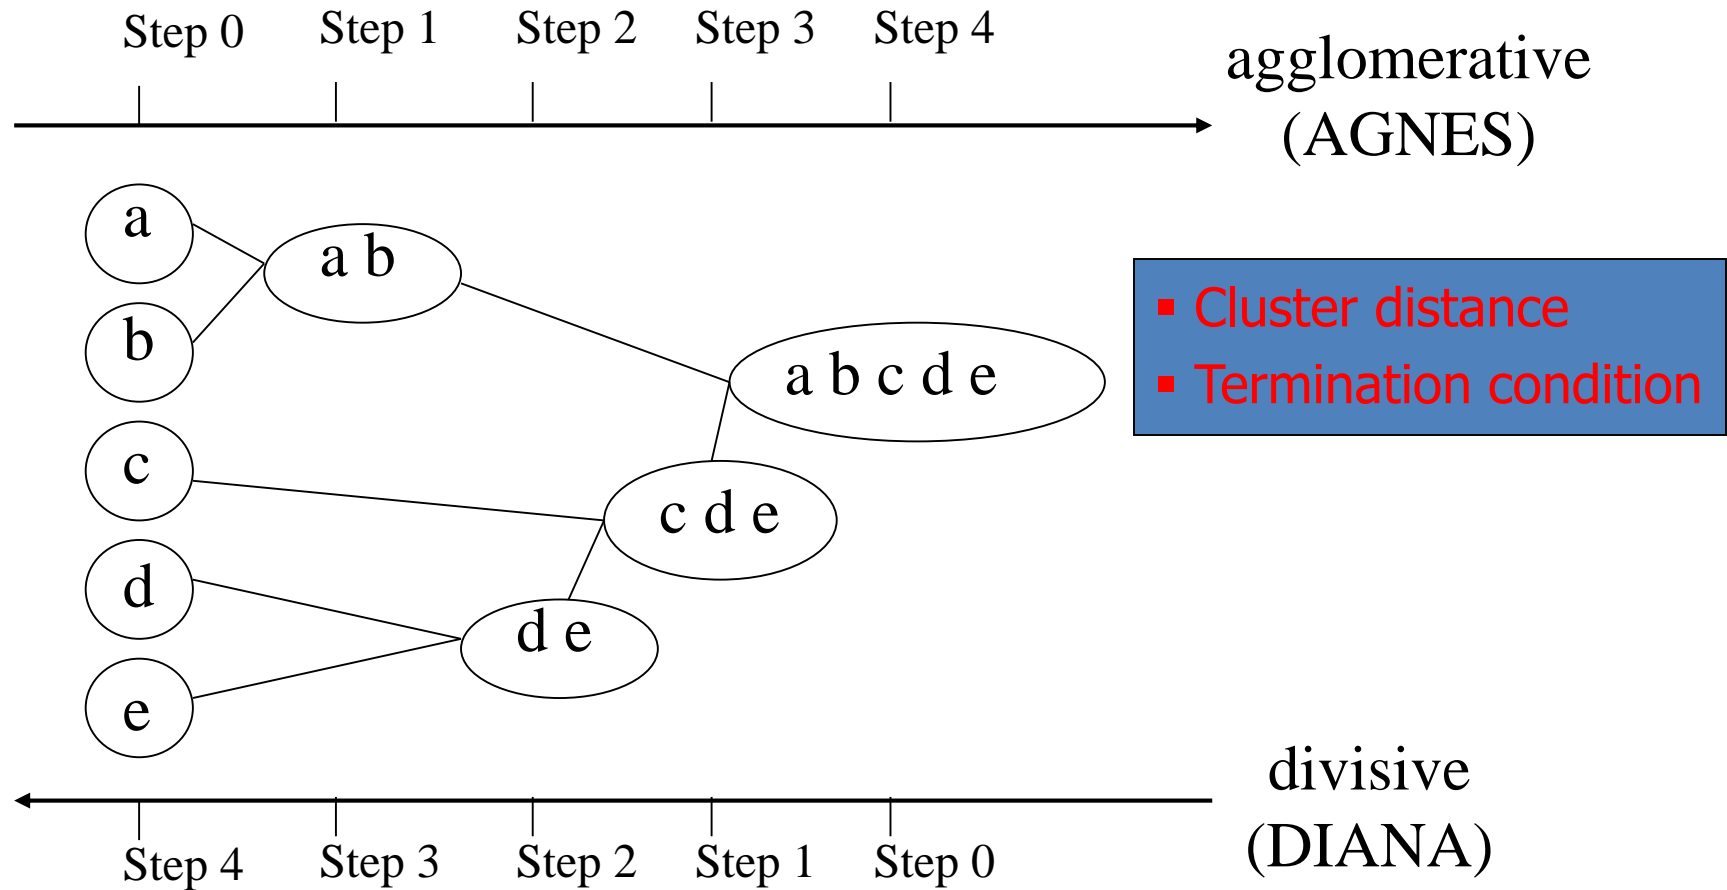 Step 0 Step 1 Step 2 Step 3 Step 4
agglomerative
(AGNES)
a
a b
b
▪ Cluster distance
a b c d e
▪ Termination condition
c
c d e
d
d e
e
divisive
(DIANA)
Step 4 Step 3 Step 2 Step 1 Step 0